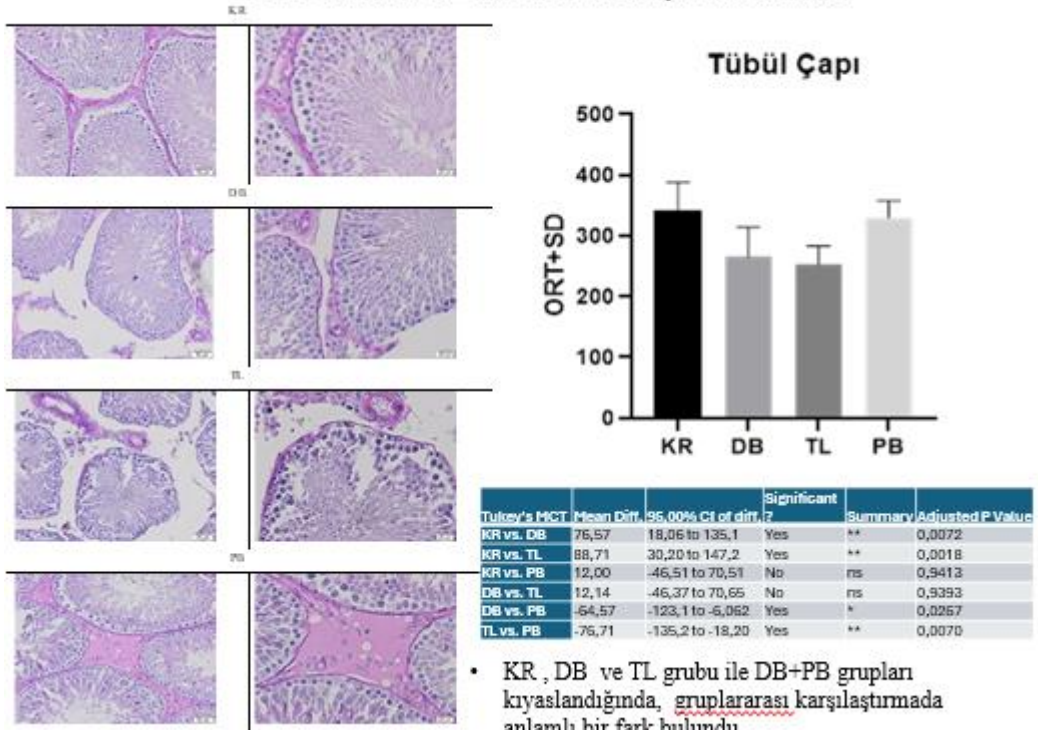 KR
DB
TL
PB
Tübül Çapı
ORT+SD
500
400
300
200
100
0
KR DB TL PB
Tukey's MCT Mean Diff. 95,00% CI of diff. Significant ? Summary Adjusted P Value
KR vs. DB 76,57 18,06 to 135,1 Yes ** 0,0072
KR vs. TL 88,71 30,20 to 147,2 Yes ** 0,0018
KR vs. PB 12,00 -46,51 to 70,51 No ns 0,9413
DB vs. TL 12,14 -46,37 to 70,65 No ns 0,9393
DB vs. PB -64,57 -123,1 to -6,062 Yes * 0,0267
TL vs. PB -76,71 -135,2 to -18,20 Yes ** 0,0070
• KR , DB ve TL grubu ile DB+PB grupları
kıyaslandığında, gruplararası karşılaştırmada
anlamlı bir fark bulundu